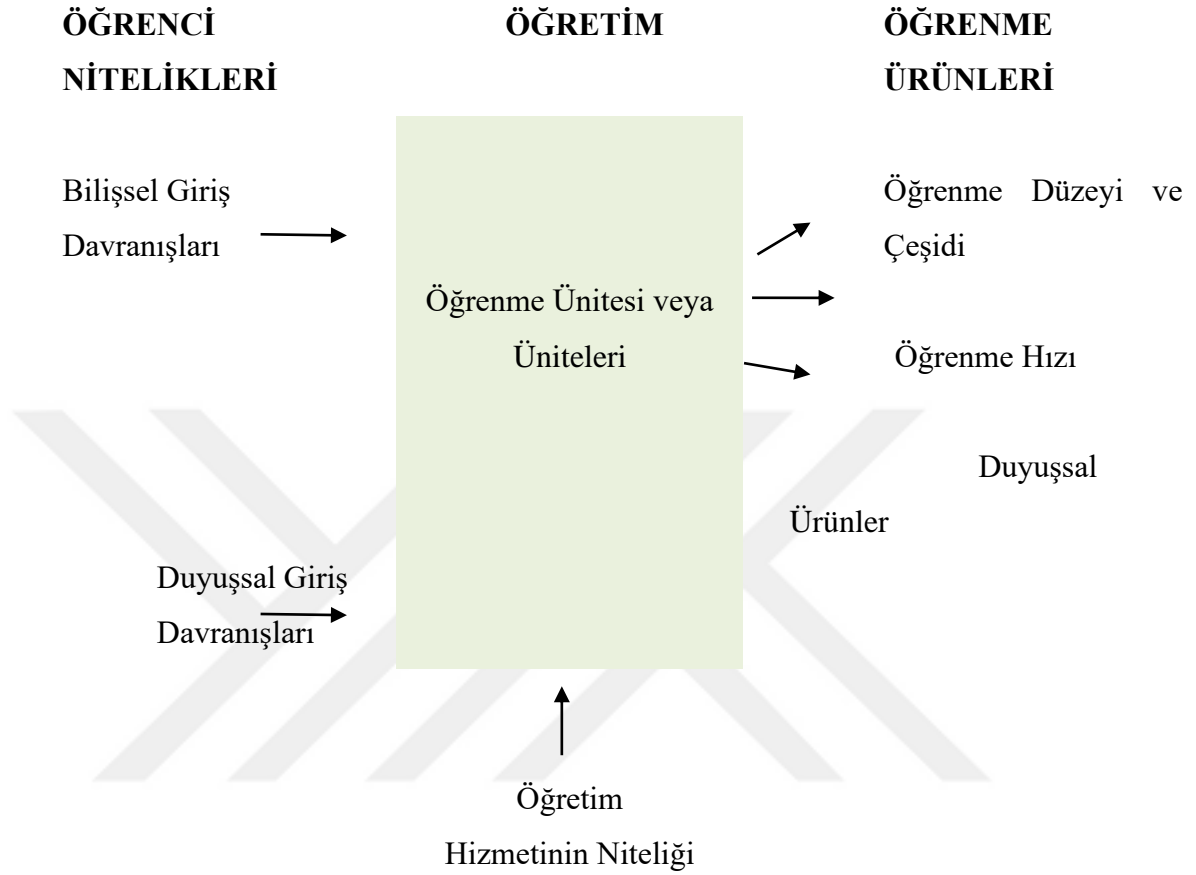 ÖĞRENCİ
NİTELİKLERİ
ÖĞRETİM
ÖĞRENME
ÜRÜNLERİ
Bilişsel Giriş
Davranışları
Öğrenme Ünitesi veya
Üniteleri
Öğrenme Düzeyi ve
Çeşidi
Öğrenme Hızı
Duyuşsal
Ürünler
Duyuşsal Giriş
Davranışları
Öğretim
Hizmetinin Niteliği